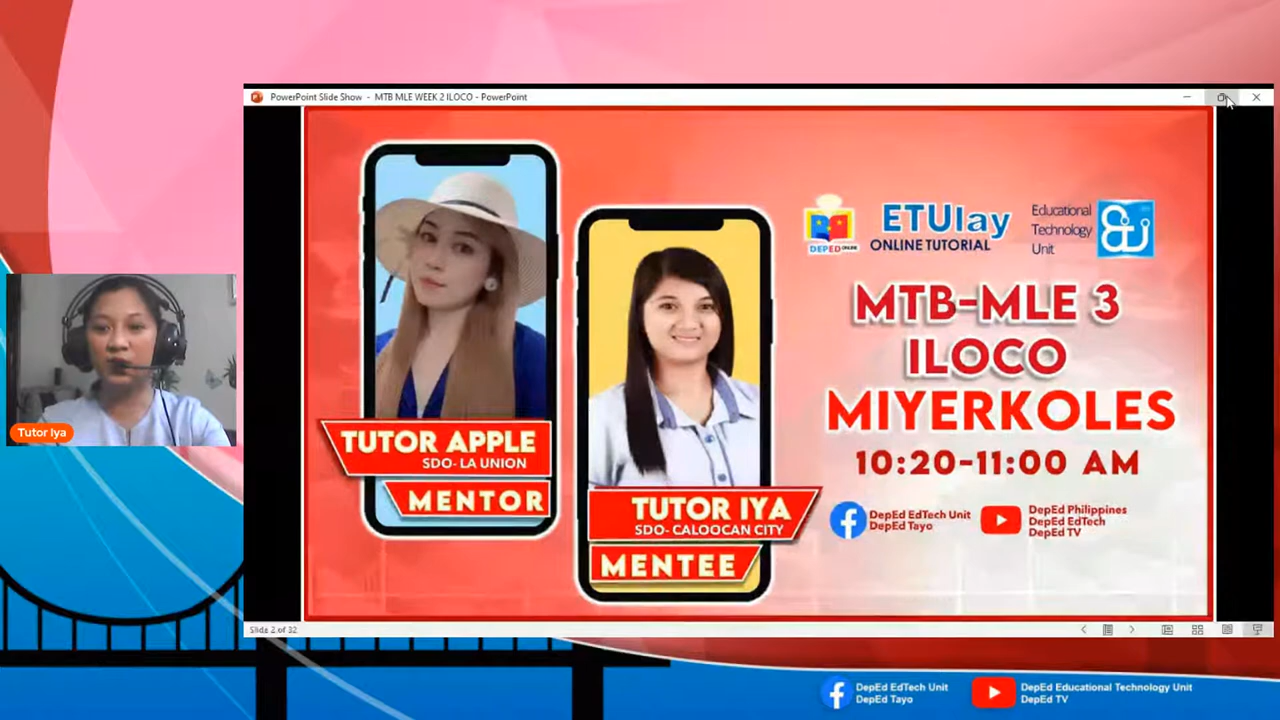 PowerPoint Slide Show - MTB MLE WEEK 2 ILOCO - PowerPoint
DEPED ONLINE
ETUlay
ONLINE TUTORIAL
Educational
Technology
Unit
MTB-MLE 3
ILOCO
MIYERKOLES
10:20-11:00 AM
TUTOR APPLE
SDO- LA UNION
MENTOR
TUTOR IYA
SDO- CALOOCAN CITY
MENTEE
DepEd EdTech Unit
DepEd Tayo
DepEd Philippines
DepEd EdTech
DepEd TV
Tutor Iya
Slide 2 of 32
DepEd EdTech Unit
DepEd Tayo
DepEd Educational Technology Unit
DepEd TV